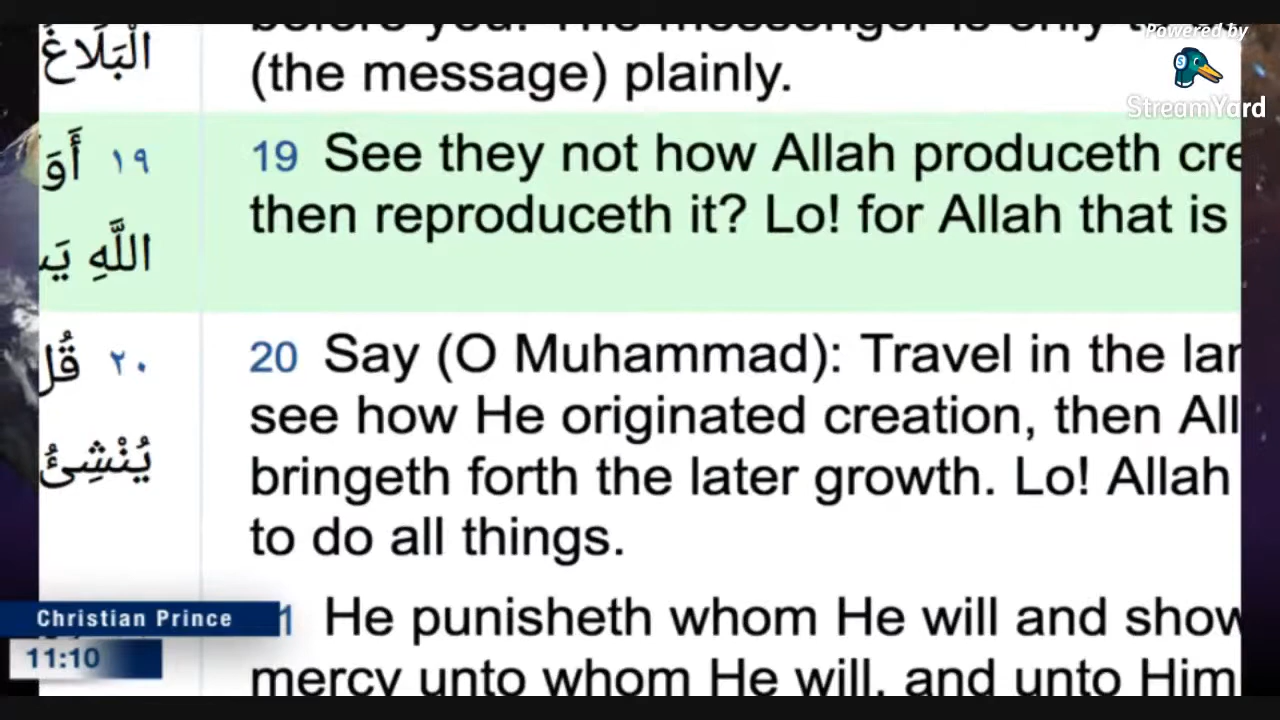 Powered by
StreamYard
(the message) plainly.
19 See they not how Allah produceth
then reproduceth it? Lo! for Allah that is
20 Say (O Muhammad): Travel in the
see how He originated creation, then
bringeth forth the later growth. Lo! Allah
to do all things.
He punisheth whom He will and
mercy unto whom He will, and unto Him
الْبَلَاغُ
١٩
اللَّهِ
٢٠ قُلْ
يُنْشِئُ
Christian Prince
11:10